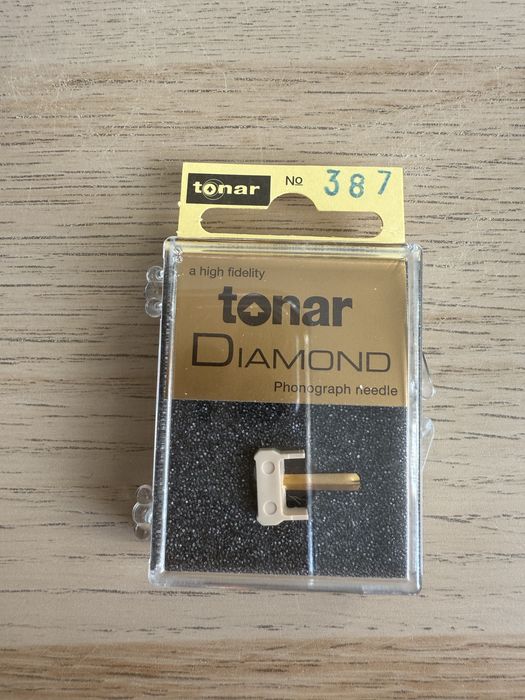 tonar No 387
a high fidelity
tonar
DIAMOND
Phonograph needle